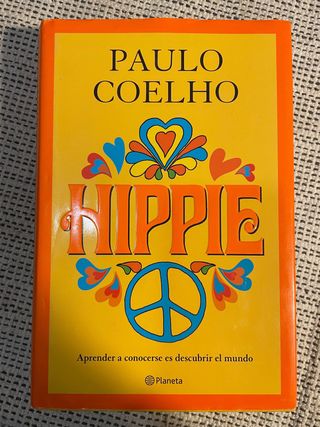 PAULO
COELHO
HIPPIE
Aprender a conocerse es descubrir el mundo
Planeta